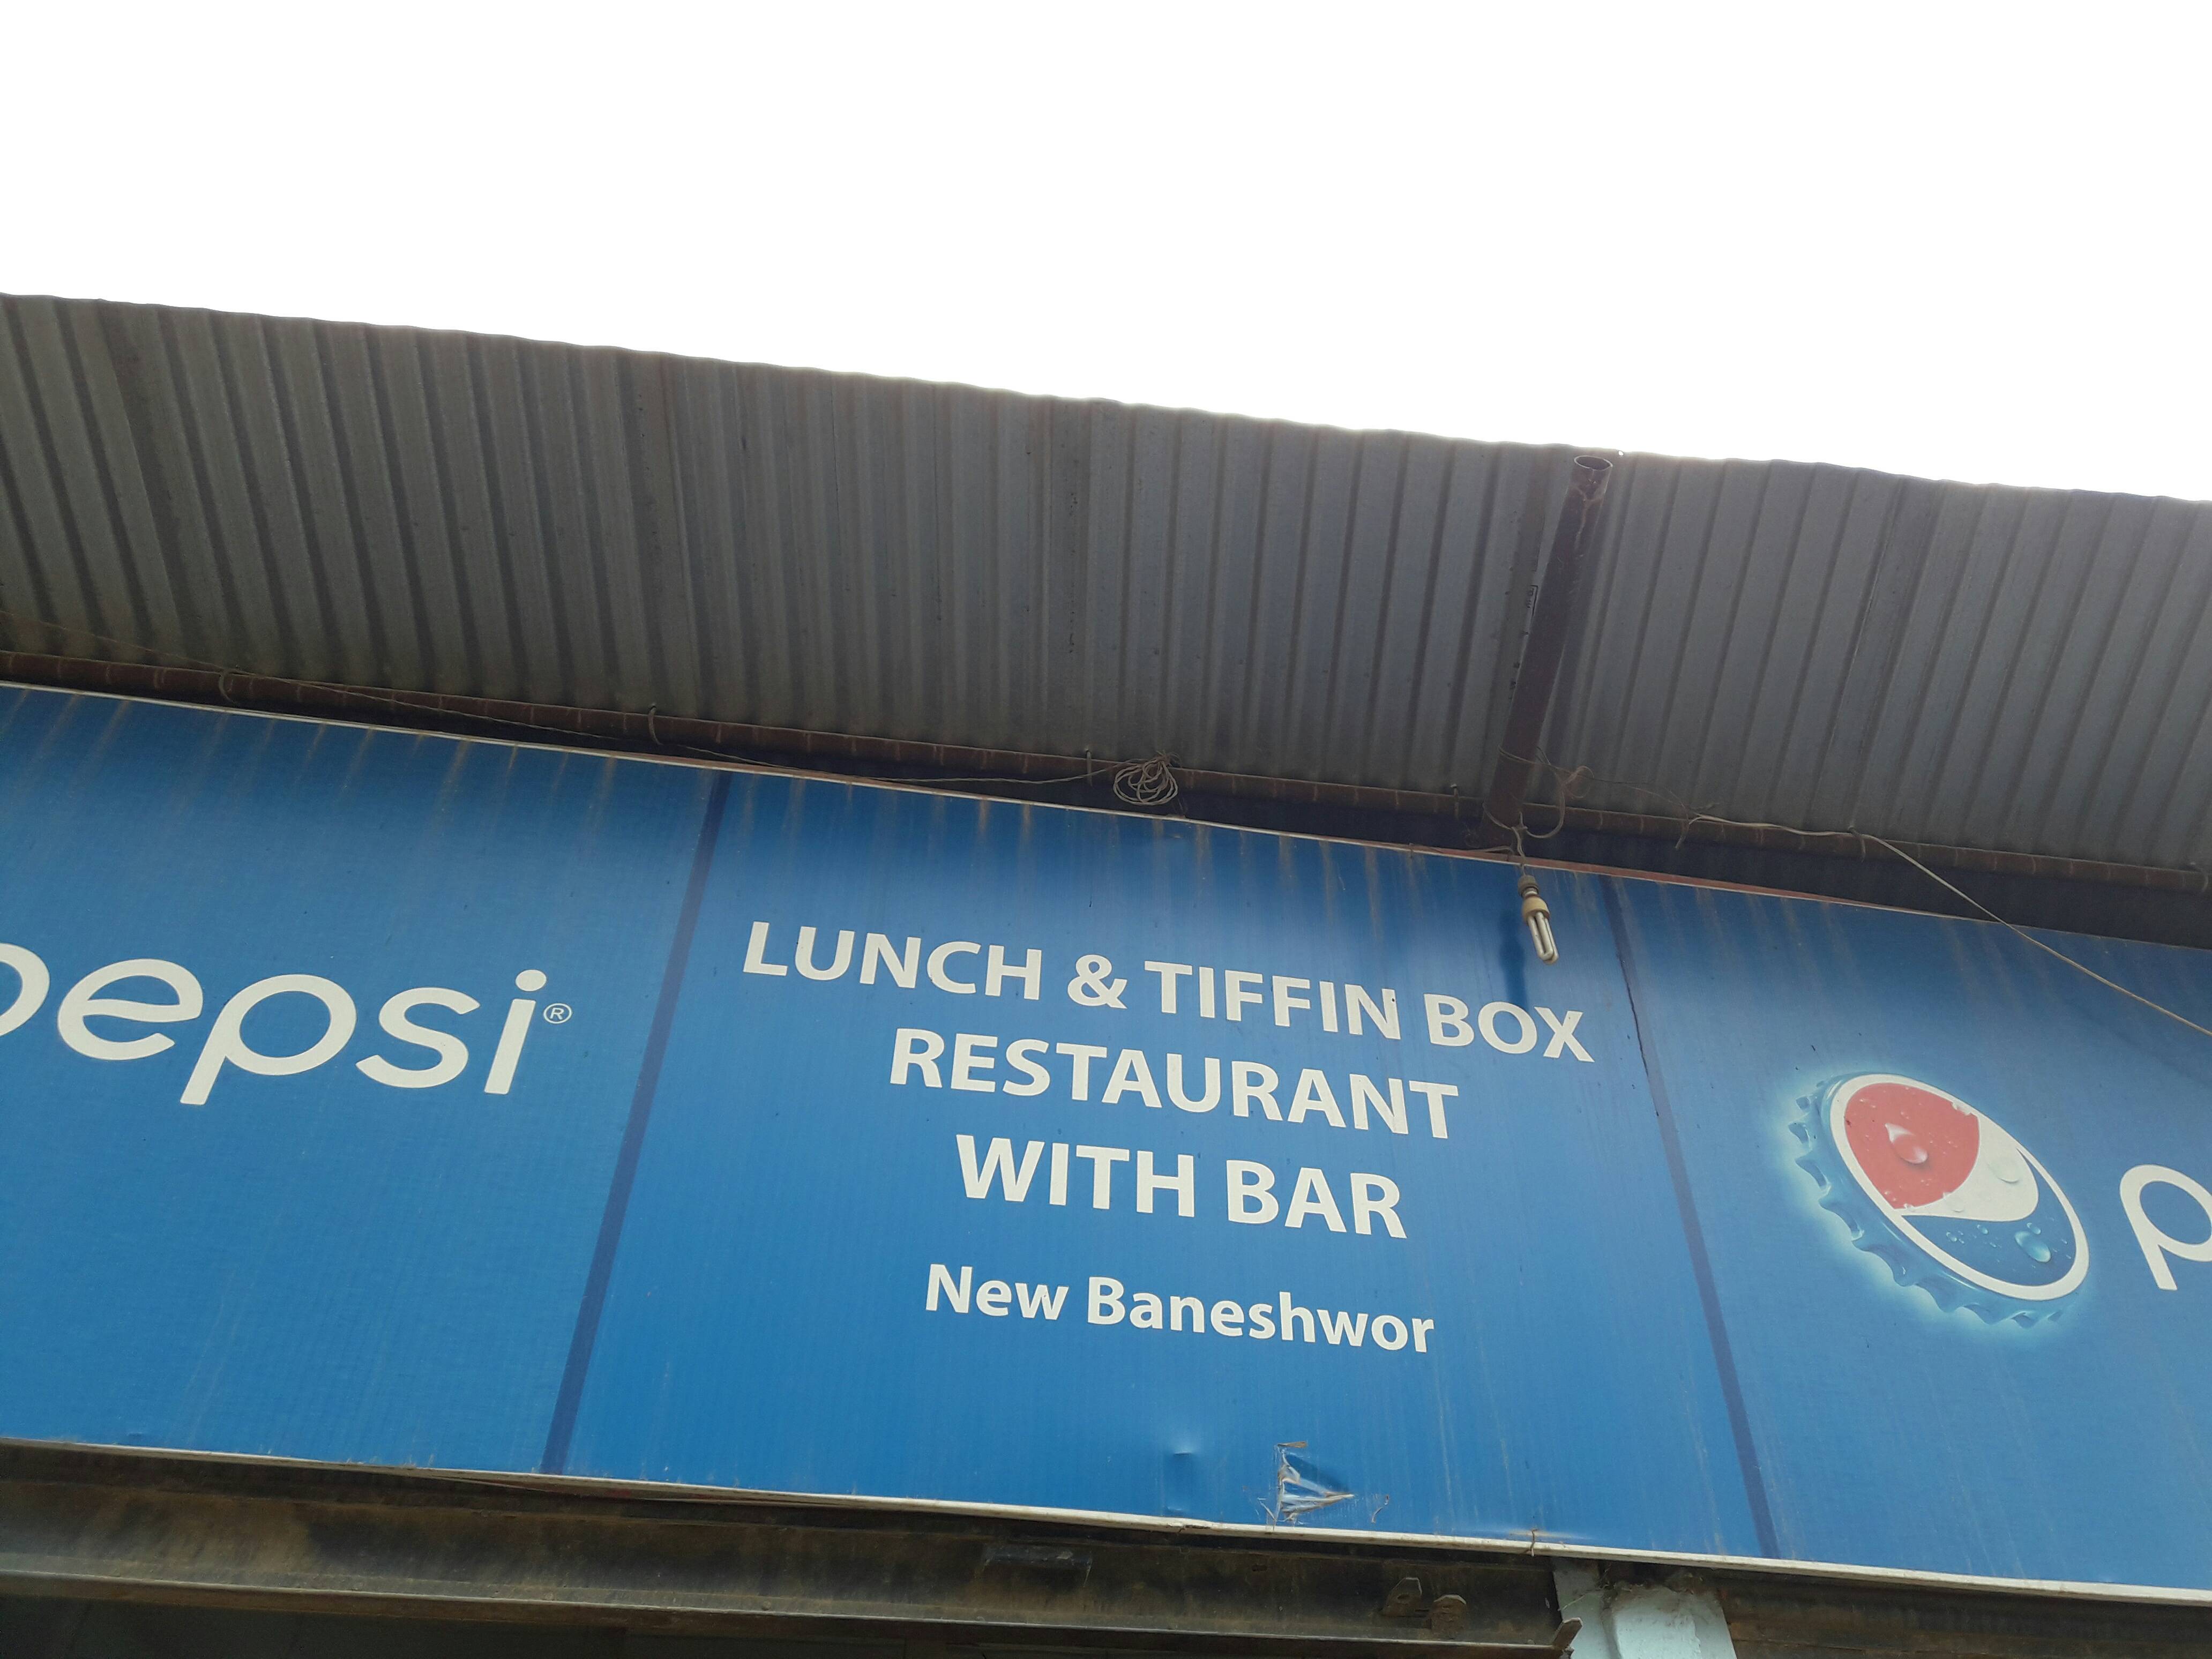 pepsi®
LUNCH & TIFFIN BOX
RESTAURANT
WITH BAR
New Baneshwor
p